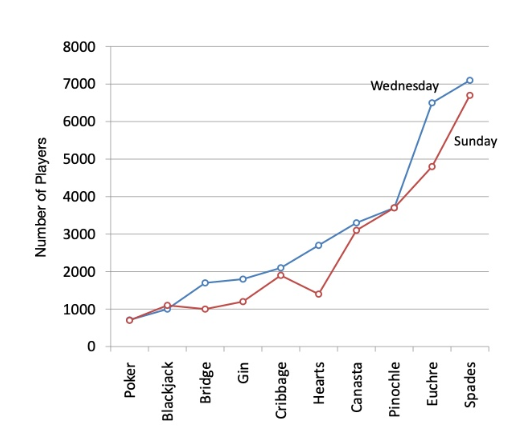 8000
7000
6000
5000
4000
3000
2000
1000
0
Number of Players
Wednesday
Sunday
Poker
Blackjack
Bridge
Gin
Cribbage
Hearts
Canasta
Pinochle
Euchre
Spades